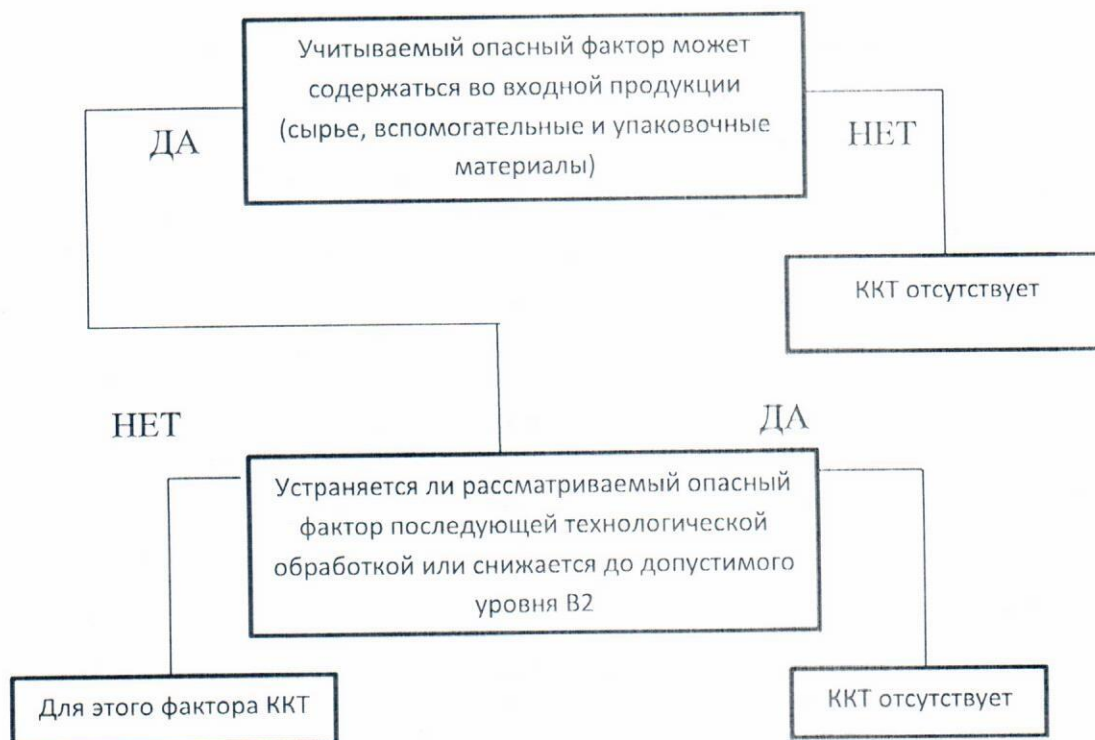 Учитываемый опасный фактор может
содержаться во входной продукции
(сырье, вспомогательные и упаковочные
материалы)
ДА
НЕТ
ККТ отсутствует
НЕТ
ДА
Устраняется ли рассматриваемый опасный
фактор последующей технологической
обработкой или снижается до допустимого
уровня В2
Для этого фактора ККТ
ККТ отсутствует